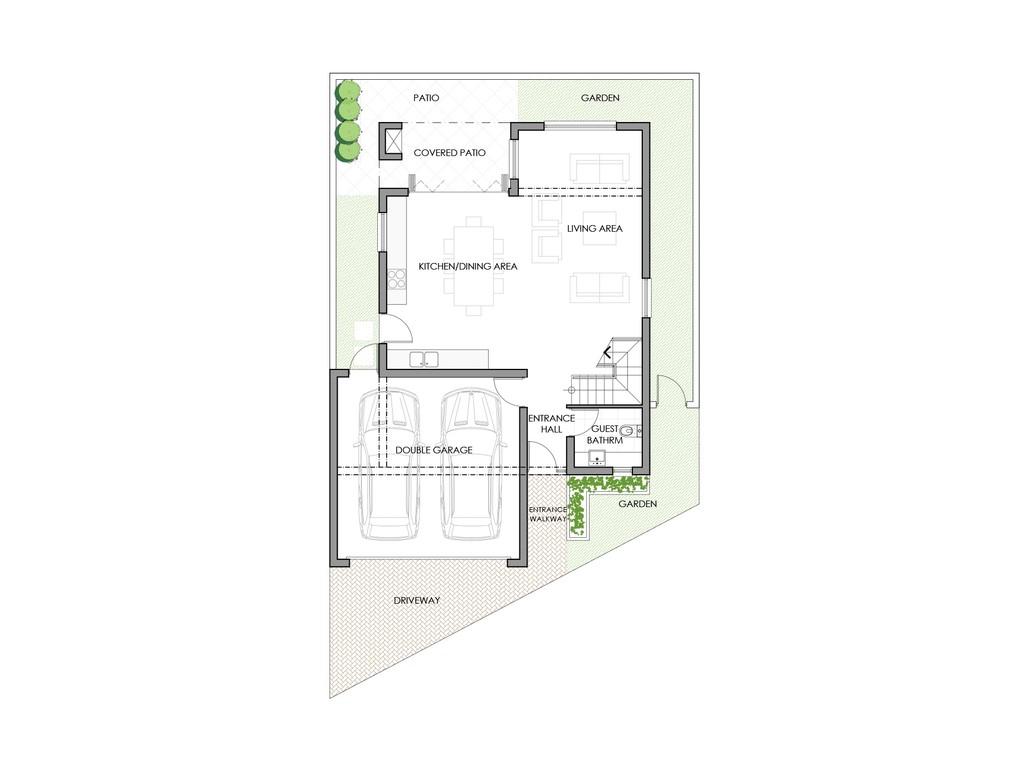 PATIO
GARDEN
COVERED PATIO
LIVING AREA
KITCHEN/DINING AREA
ENTRANCE
HALL
GUEST
BATHRM
DOUBLE GARAGE
ENTRANCE
WALKWAY
GARDEN
DRIVEWAY